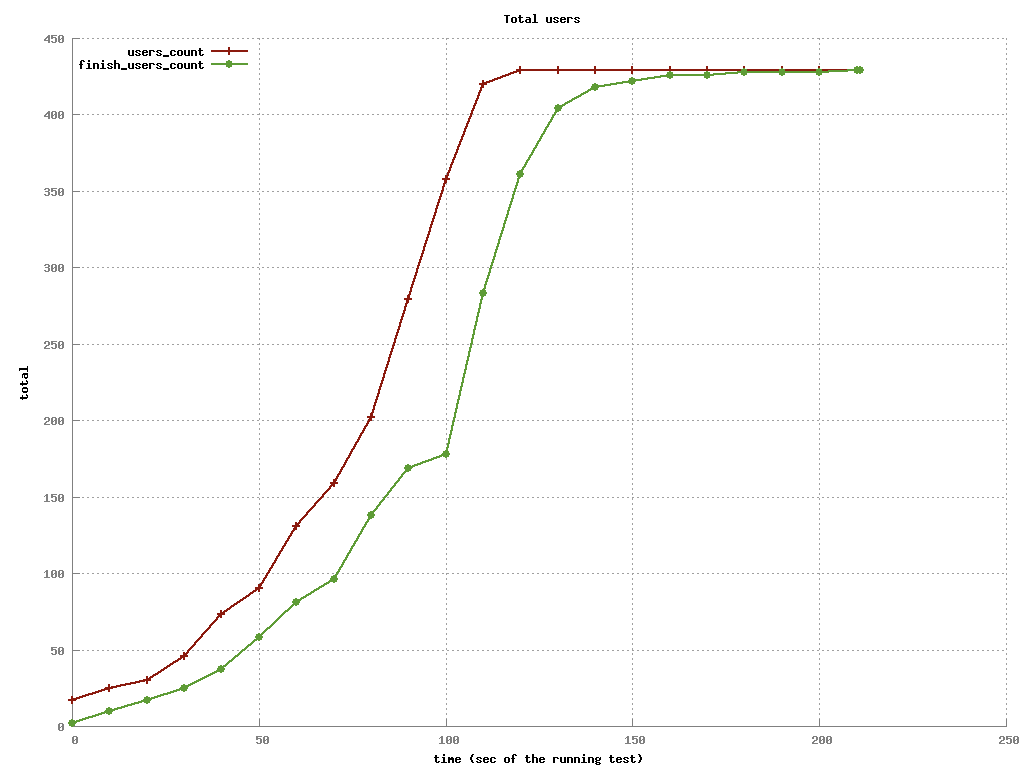 Total users
users_count
finish_users_count
450
400
350
300
250
200
150
100
50
0
total
0 50 100 150 200 250
time (sec of the running test)